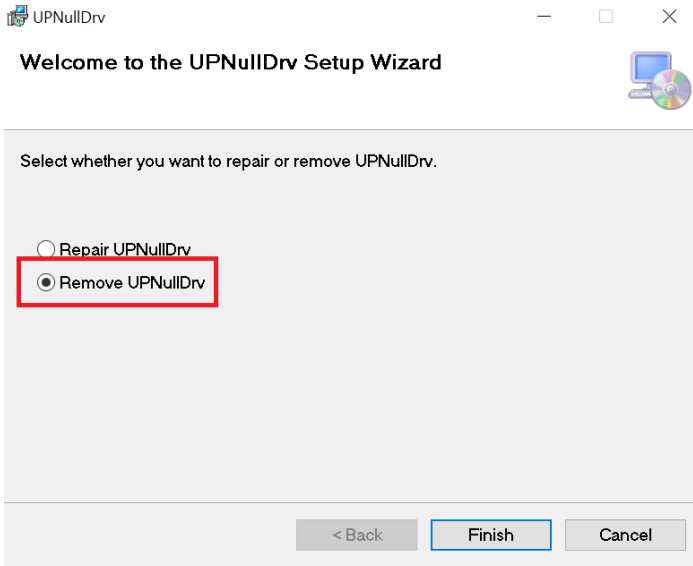 UPNullDrv
Welcome to the UPNullDrv Setup Wizard
Select whether you want to repair or remove UPNullDrv.
Repair UPNullDrv
Remove UPNullDrv
< Back
Finish
Cancel